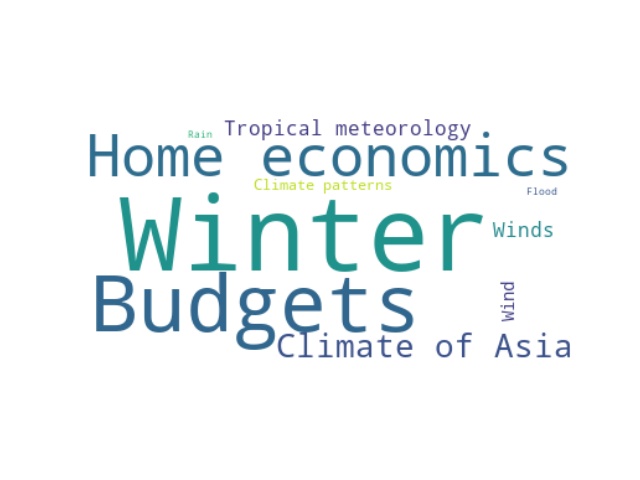 Rain
Tropical meteorology
Home economics
Climate patterns
Flood
Winter
Winds
Budgets
Wind
Climate of Asia